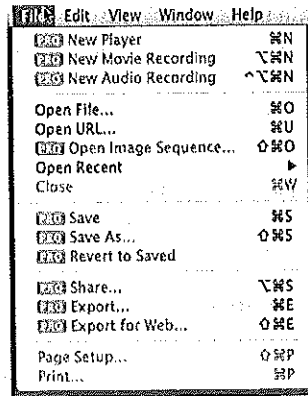 File Edit View Window Help
PRO New Player ⌘N
PRO New Movie Recording ⌥⌘N
PRO New Audio Recording ^⌥⌘N
Open File... ⌘O
Open URL... ⌘U
PRO Open Image Sequence... ⇧⌘O
Open Recent ▶
Close ⌘W
PRO Save ⌘S
PRO Save As... ⇧⌘S
PRO Revert to Saved
PRO Share... ⌥⌘S
PRO Export... ⌘E
PRO Export for Web... ⇧⌘E
Page Setup... ⇧⌘P
Print... ⌘P